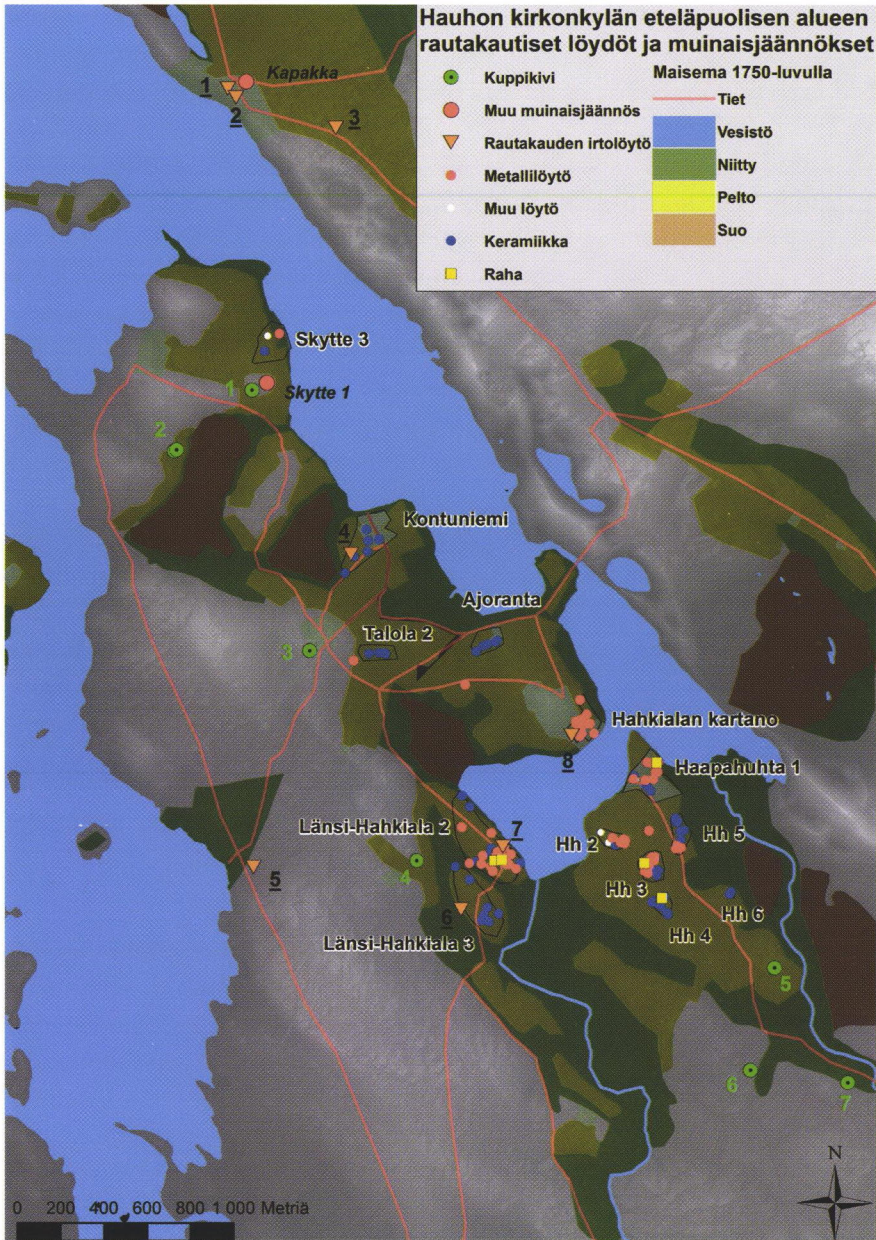 Hauhon kirkonkylän eteläpuolisen alueen
rautakautiset löydöt ja muinaisjäännökset
Kuppikivi
Muu muinaisjäännös
Rautakauden irtolöytö
Metallilöytö
Muu löytö
Keramiikka
Raha
Maisema 1750-luvulla
Tiet
Vesistö
Niitty
Pelto
Suo
Kapakka
1
2
3
Skytte 3
1
Skytte 1
2
Kontuniemi
4
Ajoranta
Talola 2
3
Hahkialan kartano
8
Haapahuhta 1
Länsi-Hahkiala 2
7
Hh 2
Hh 5
4
5
Hh 3
Hh 6
6
Hh 4
Länsi-Hahkiala 3
5
6
7
N
0 200 400 600 800 1 000 Metriä